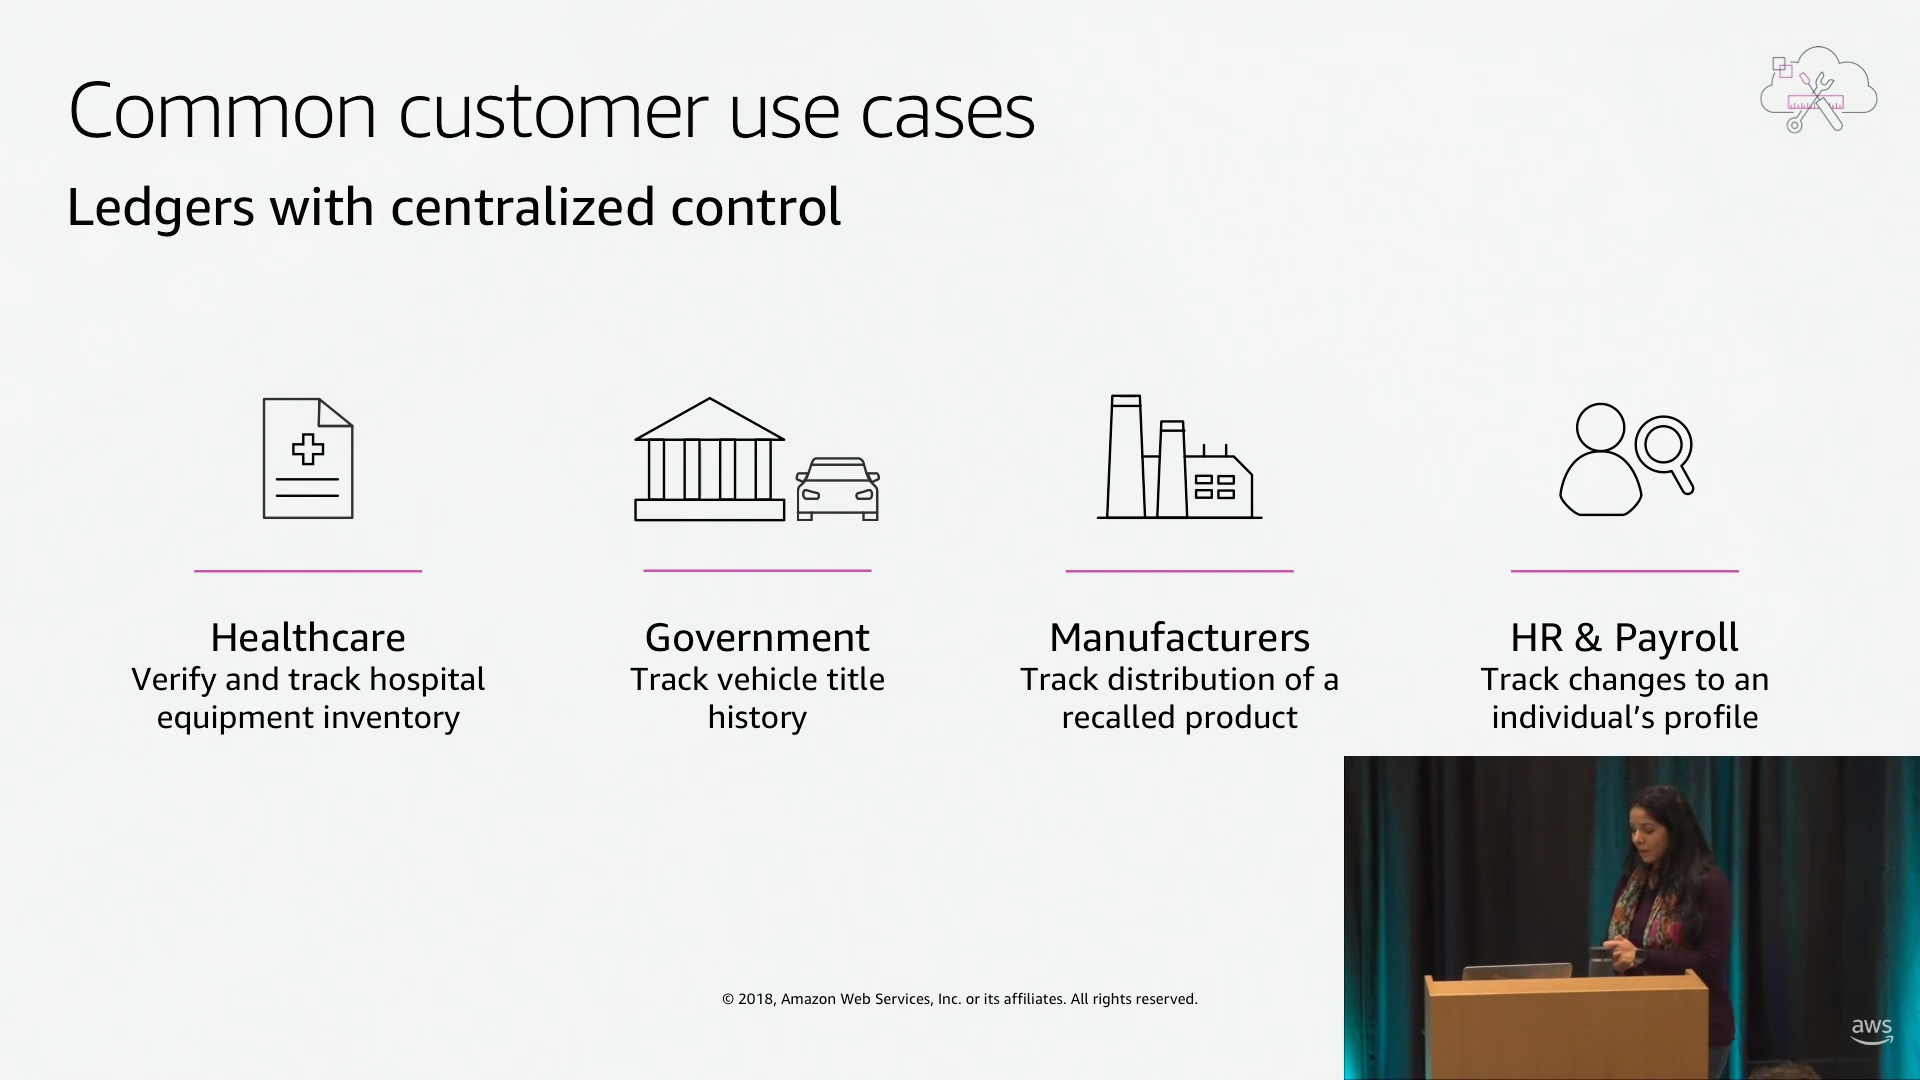 Common customer use cases
Ledgers with centralized control
Healthcare
Verify and track hospital
equipment inventory
Government
Track vehicle title
history
Manufacturers
Track distribution of a
recalled product
HR & Payroll
Track changes to an
individual’s profile
© 2018, Amazon Web Services, Inc. or its affiliates. All rights reserved.
aws